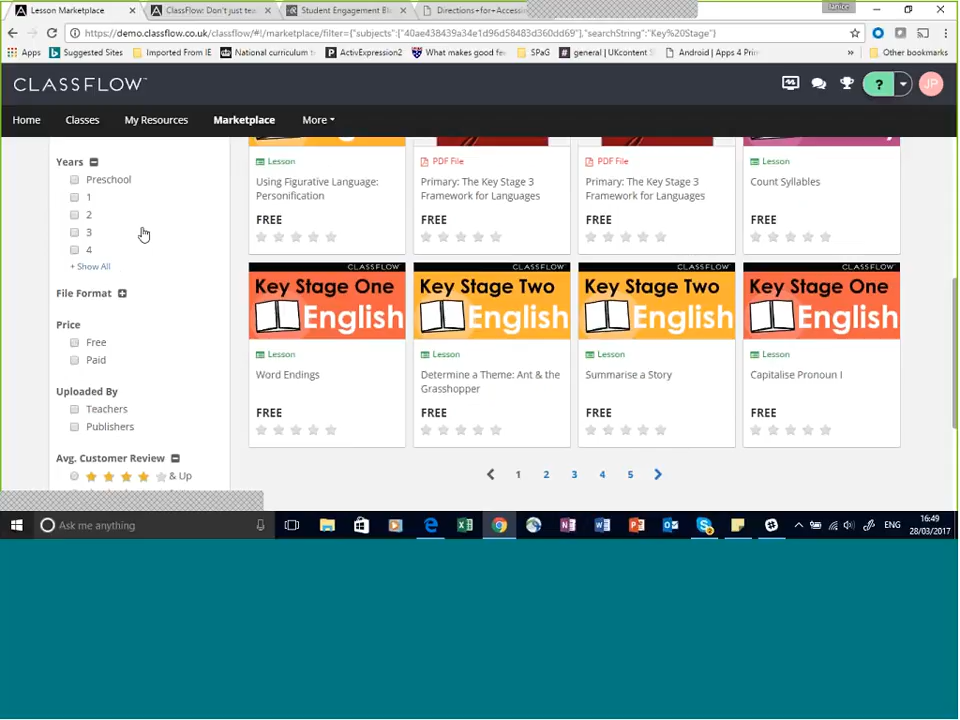 Lesson Marketplace
ClassFlow: Don't just tea
Student Engagement Bl
Directions+for+Accessi
janice
https://demo.classflow.co.uk/classflow/#!/marketplace/filter={"subjects":["40ae438439a34e1d96d58483d360dd69"],"searchString":"Key%20Stage"}
Apps
Suggested Sites
Imported From IE
National curriculum
ActivExpression2
What makes good fee
SPaG
general | UKcontent
Android | Apps 4 Prim
»
Other bookmarks
CLASSFLOW™
?
JP
Home
Classes
My Resources
Marketplace
More
Years
Preschool
1
2
3
4
+ Show All
File Format
Price
Free
Paid
Uploaded By
Teachers
Publishers
Avg. Customer Review
& Up
Lesson
Using Figurative Language:
Personification
FREE
PDF File
Primary: The Key Stage 3
Framework for Languages
FREE
PDF File
Primary: The Key Stage 3
Framework for Languages
FREE
Lesson
Count Syllables
FREE
CLASSFLOW
Key Stage One
English
Lesson
Word Endings
FREE
CLASSFLOW
Key Stage Two
English
Lesson
Determine a Theme: Ant & the
Grasshopper
FREE
CLASSFLOW
Key Stage Two
English
Lesson
Summarise a Story
FREE
CLASSFLOW
Key Stage One
English
Lesson
Capitalise Pronoun I
FREE
1 2 3 4 5
Ask me anything
ENG
16:49
28/03/2017